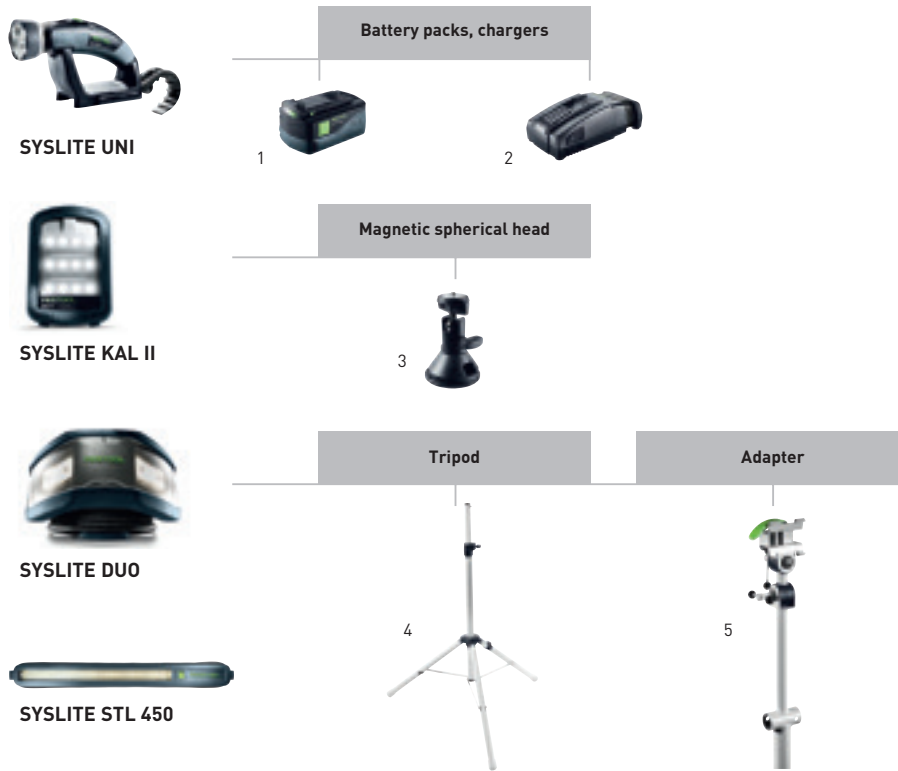 Battery packs, chargers
SYSLITE UNI
1
2
Magnetic spherical head
SYSLITE KAL II
3
Tripod
Adapter
SYSLITE DUO
4
5
SYSLITE STL 450